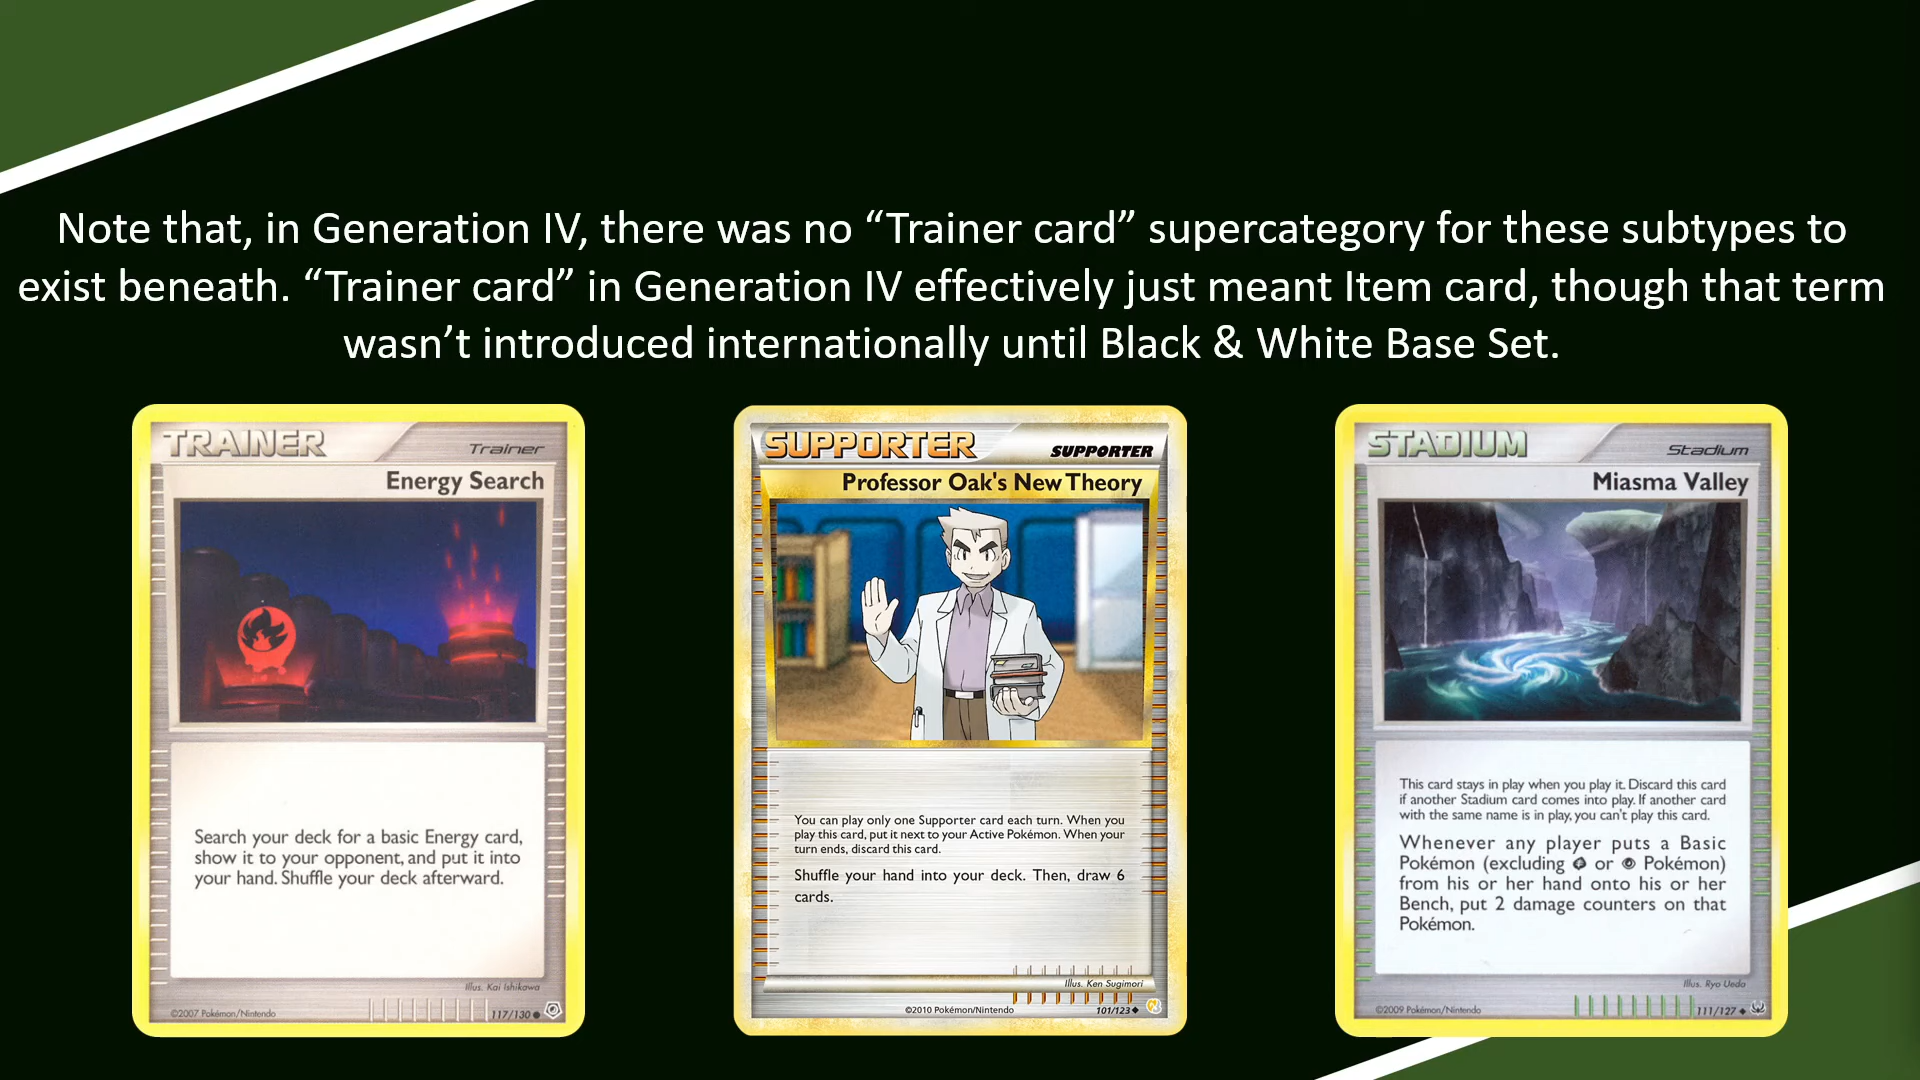 Note that, in Generation IV, there was no “Trainer card” supercategory for these subtypes to
exist beneath. “Trainer card” in Generation IV effectively just meant Item card, though that term
wasn’t introduced internationally until Black & White Base Set.
TRAINER
Trainer
Energy Search
Search your deck for a basic Energy card,
show it to your opponent, and put it into
your hand. Shuffle your deck afterward.
Illus. Kai Ishikawa
©2007 Pokémon/Nintendo
117/130
SUPPORTER
SUPPORTER
Professor Oak's New Theory
You can play only one Supporter card each turn. When you
play this card, put it next to your Active Pokémon. When your
turn ends, discard this card.
Shuffle your hand into your deck. Then, draw 6
cards.
Illus. Ken Sugimori
©2010 Pokémon/Nintendo
101/123
STADIUM
Stadium
Miasma Valley
This card stays in play when you play it. Discard this card
if another Stadium card comes into play. If another card
with the same name is in play, you can't play this card.
Whenever any player puts a Basic
Pokémon (excluding or Pokémon)
from his or her hand onto his or her
Bench, put 2 damage counters on that
Pokémon.
Illus. Ryo Ueda
©2009 Pokémon/Nintendo
111/127